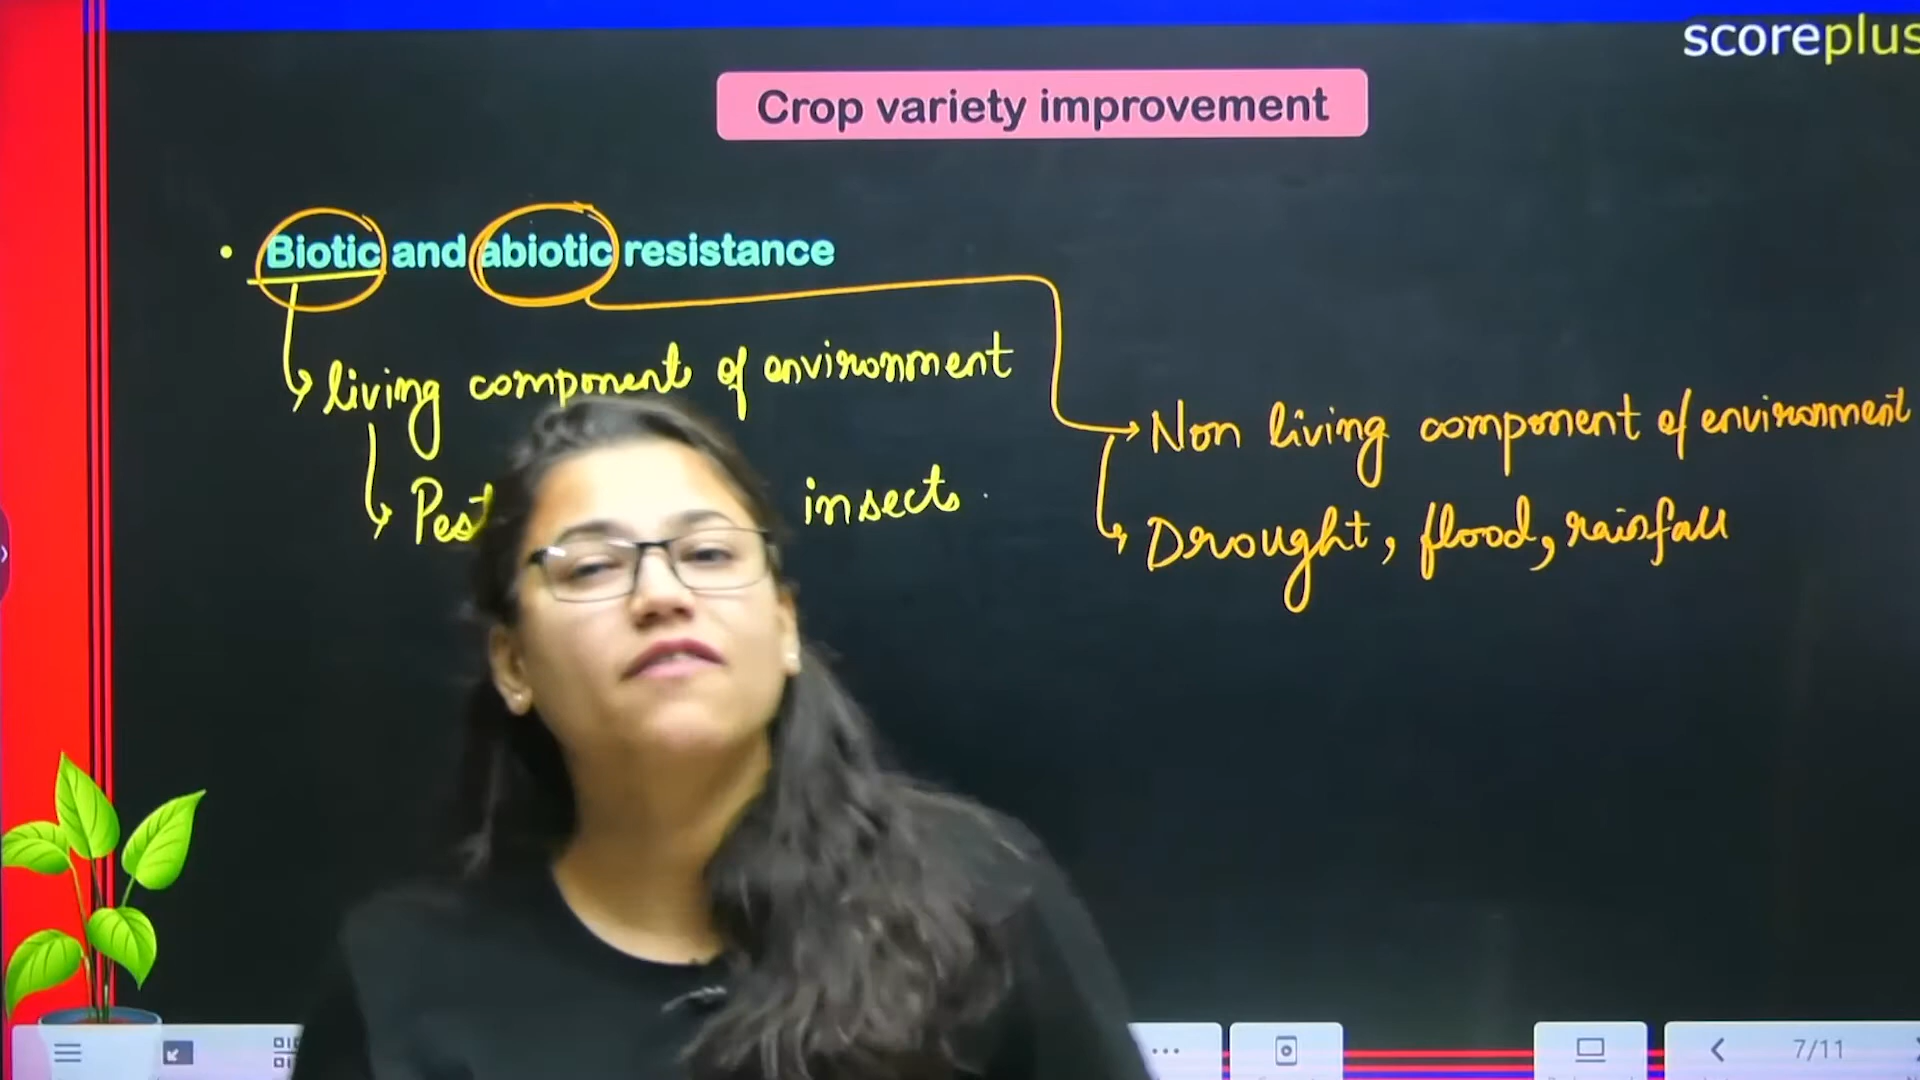 scoreplus
Crop variety improvement
• Biotic and abiotic resistance
living component of environment
Non living component of environment
insects
Drought, flood, rainfall
7/11